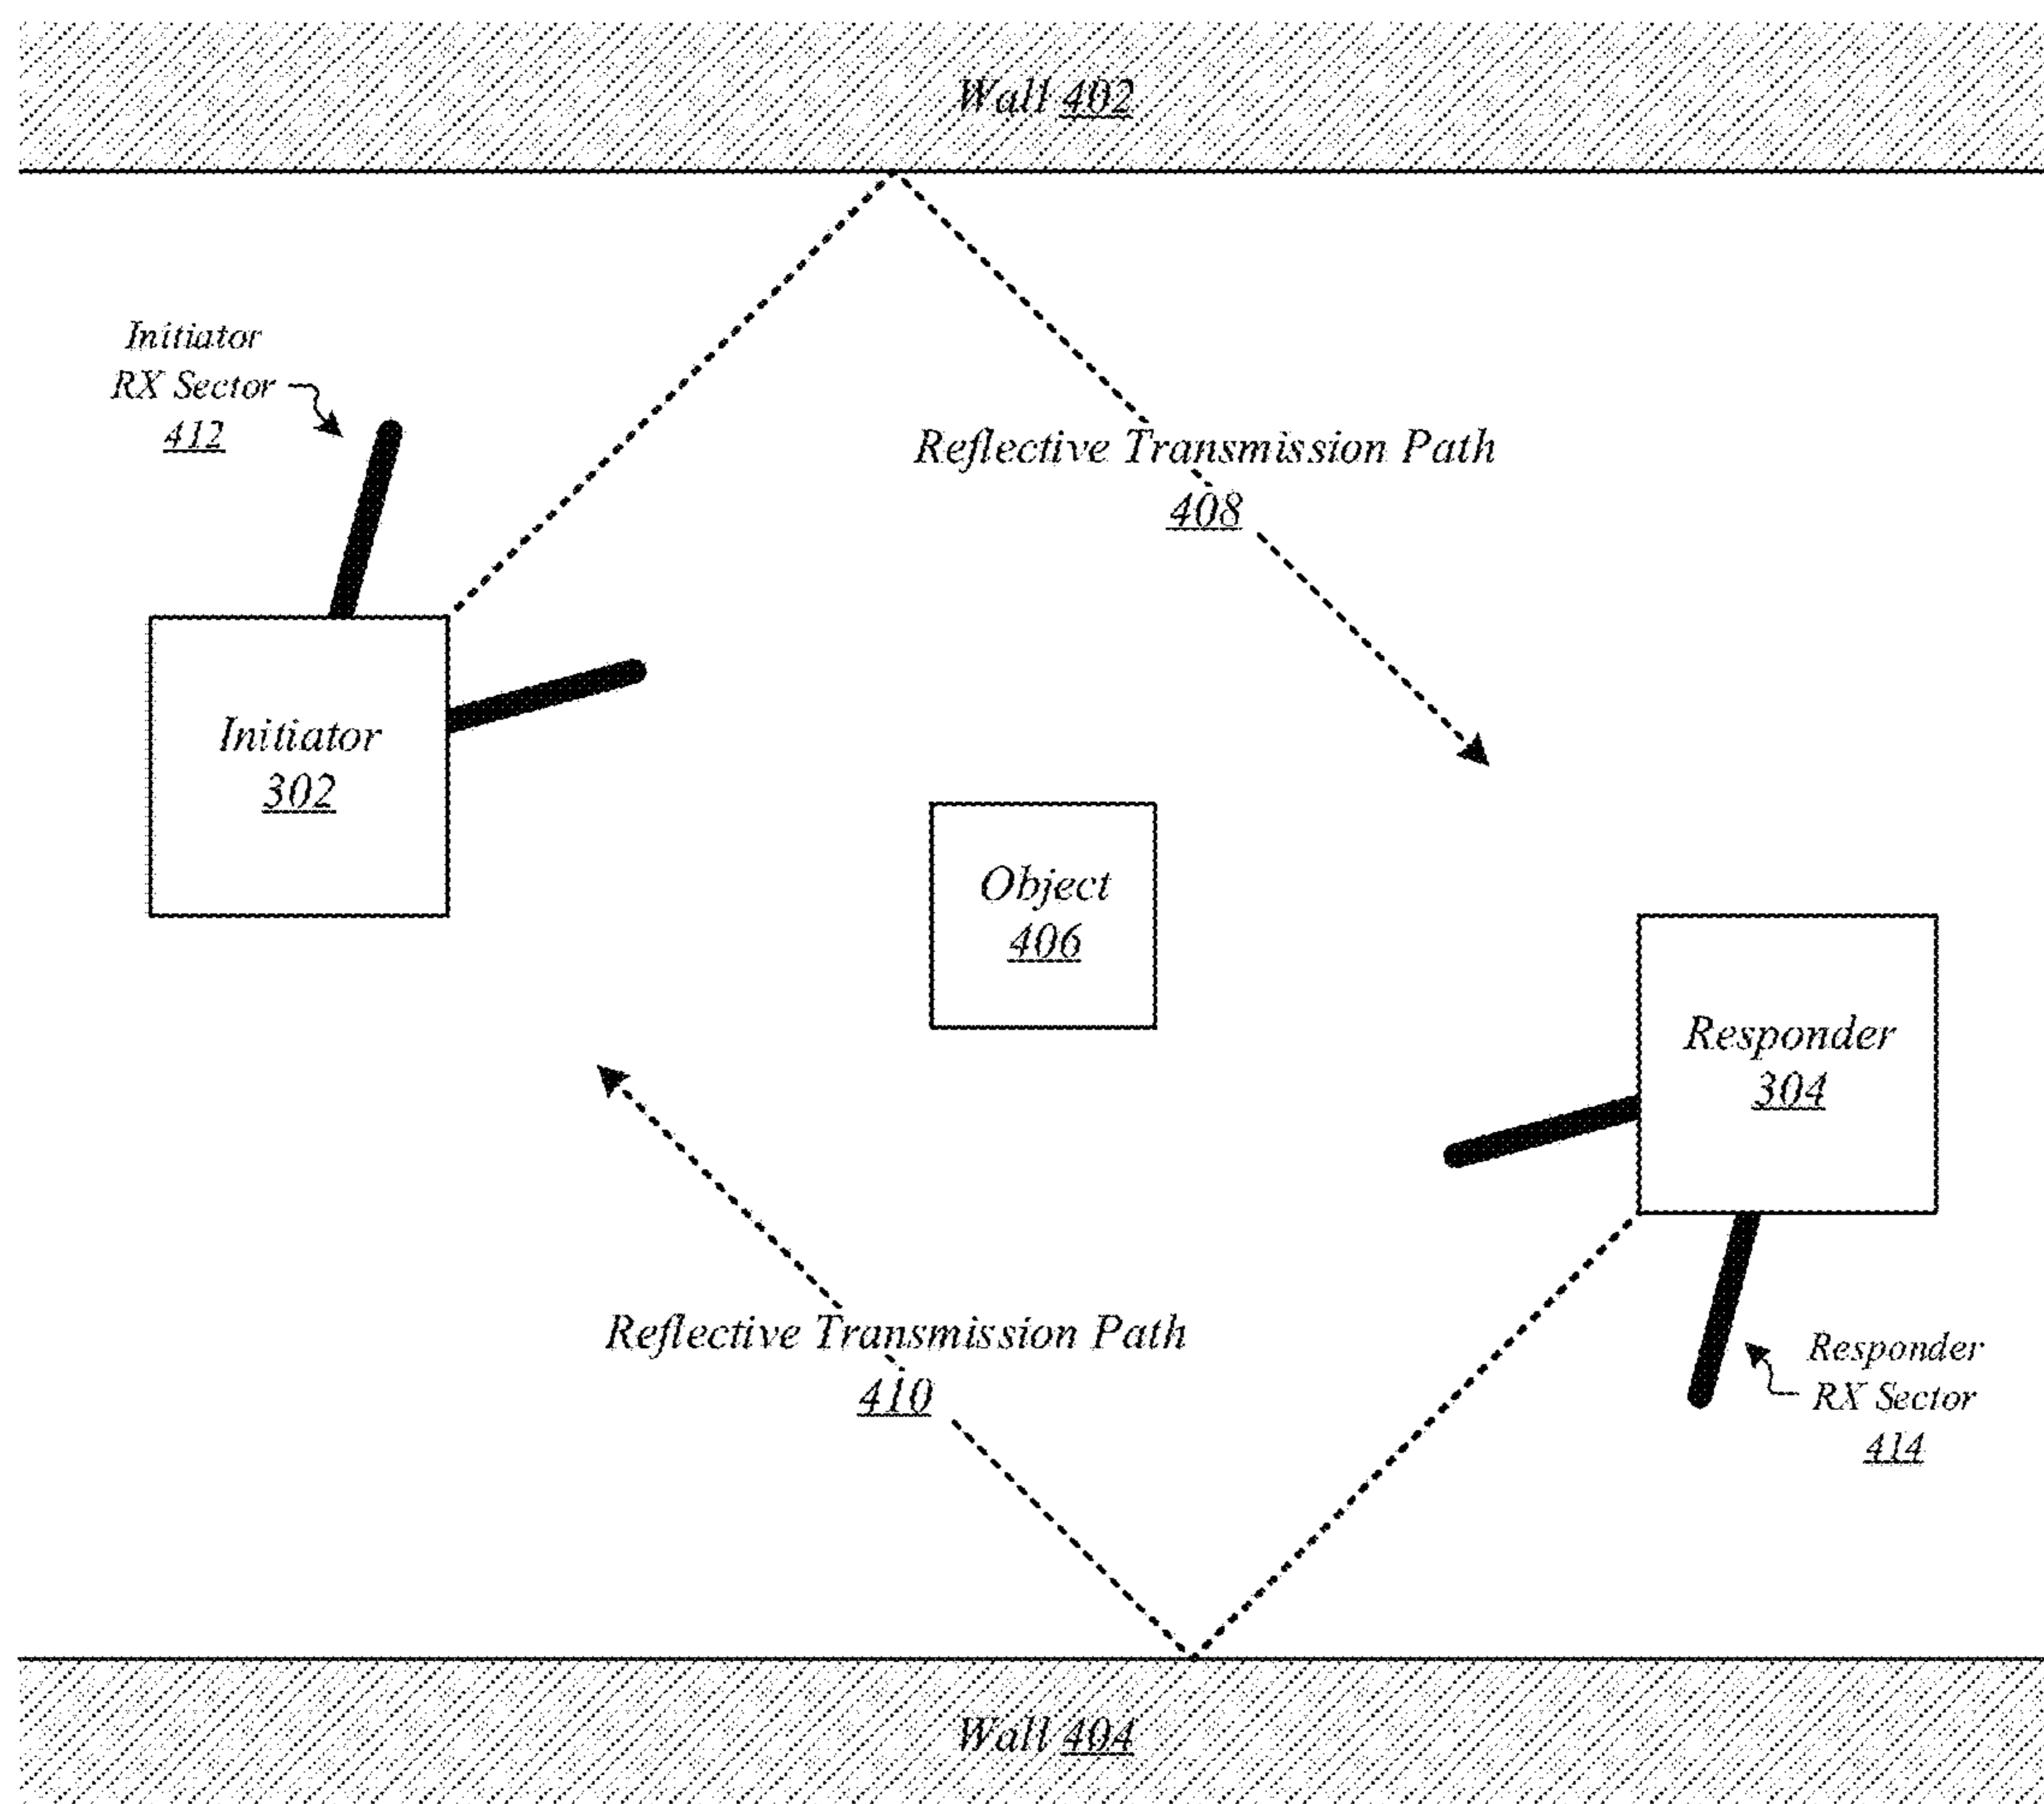 Wall 402
Initiator
RX Sector
412
Reflective Transmission Path
408
Initiator
302
Object
406
Responder
304
Reflective Transmission Path
410
Responder
RX Sector
414
Wall 404